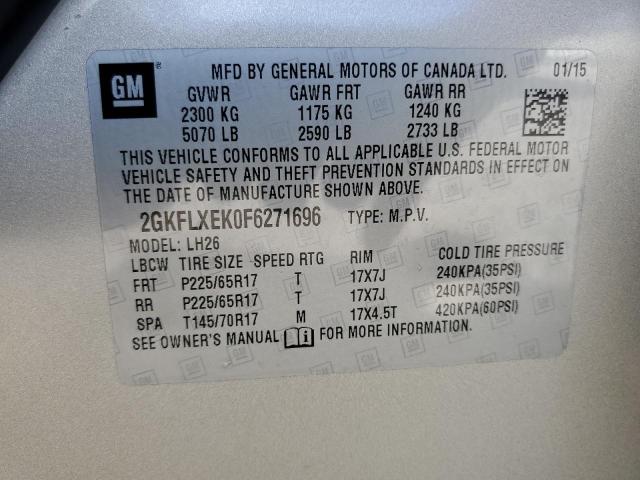 GM
MFD BY GENERAL MOTORS OF CANADA LTD. 01/15
GVWR GAWR FRT GAWR RR
2300 KG 1175 KG 1240 KG
5070 LB 2590 LB 2733 LB
THIS VEHICLE CONFORMS TO ALL APPLICABLE U.S. FEDERAL MOTOR
VEHICLE SAFETY AND THEFT PREVENTION STANDARDS IN EFFECT ON
THE DATE OF MANUFACTURE SHOWN ABOVE.
2GKFLXEK0F6271696 TYPE: M.P.V.
MODEL: LH26
LBCW TIRE SIZE SPEED RTG RIM COLD TIRE PRESSURE
FRT P225/65R17 T 17X7J 240KPA(35PSI)
RR P225/65R17 T 17X7J 240KPA(35PSI)
SPA T145/70R17 M 17X4.5T 420KPA(60PSI)
SEE OWNER'S MANUAL FOR MORE INFORMATION.